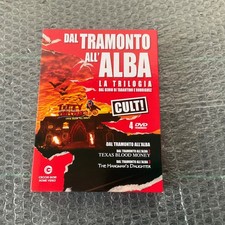 DAL TRAMONTO
ALL'ALBA
LA TRILOGIA
CULT!
4 DVD
DAL TRAMONTO ALL'ALBA
DAL TRAMONTO ALL'ALBA 2
TEXAS BLOOD MONEY
DAL TRAMONTO ALL'ALBA 3
THE HANGMAN'S DAUGHTER